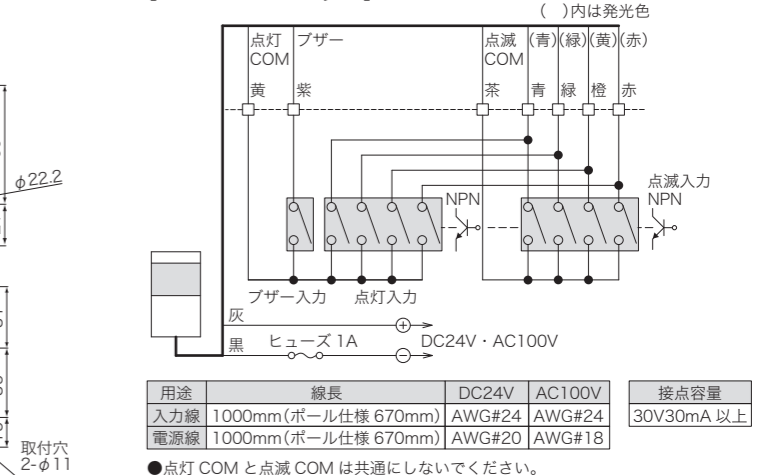 ( )内は発光色
点灯 COM
ブザー
点滅 COM
(青)(緑)(黄)(赤)
黄
紫
茶
青
緑
橙
赤
φ22.2
NPN
点滅入力
NPN
ブザー入力
点灯入力
灰
黒
ヒューズ 1A
DC24V・AC100V
用途 線長 DC24V AC100V
入力線 1000mm(ポール仕様 670mm) AWG#24 AWG#24
電源線 1000mm(ポール仕様 670mm) AWG#20 AWG#18
接点容量
30V30mA 以上
取付穴
2-φ11
●点灯 COM と点滅 COM は共通にしないでください。